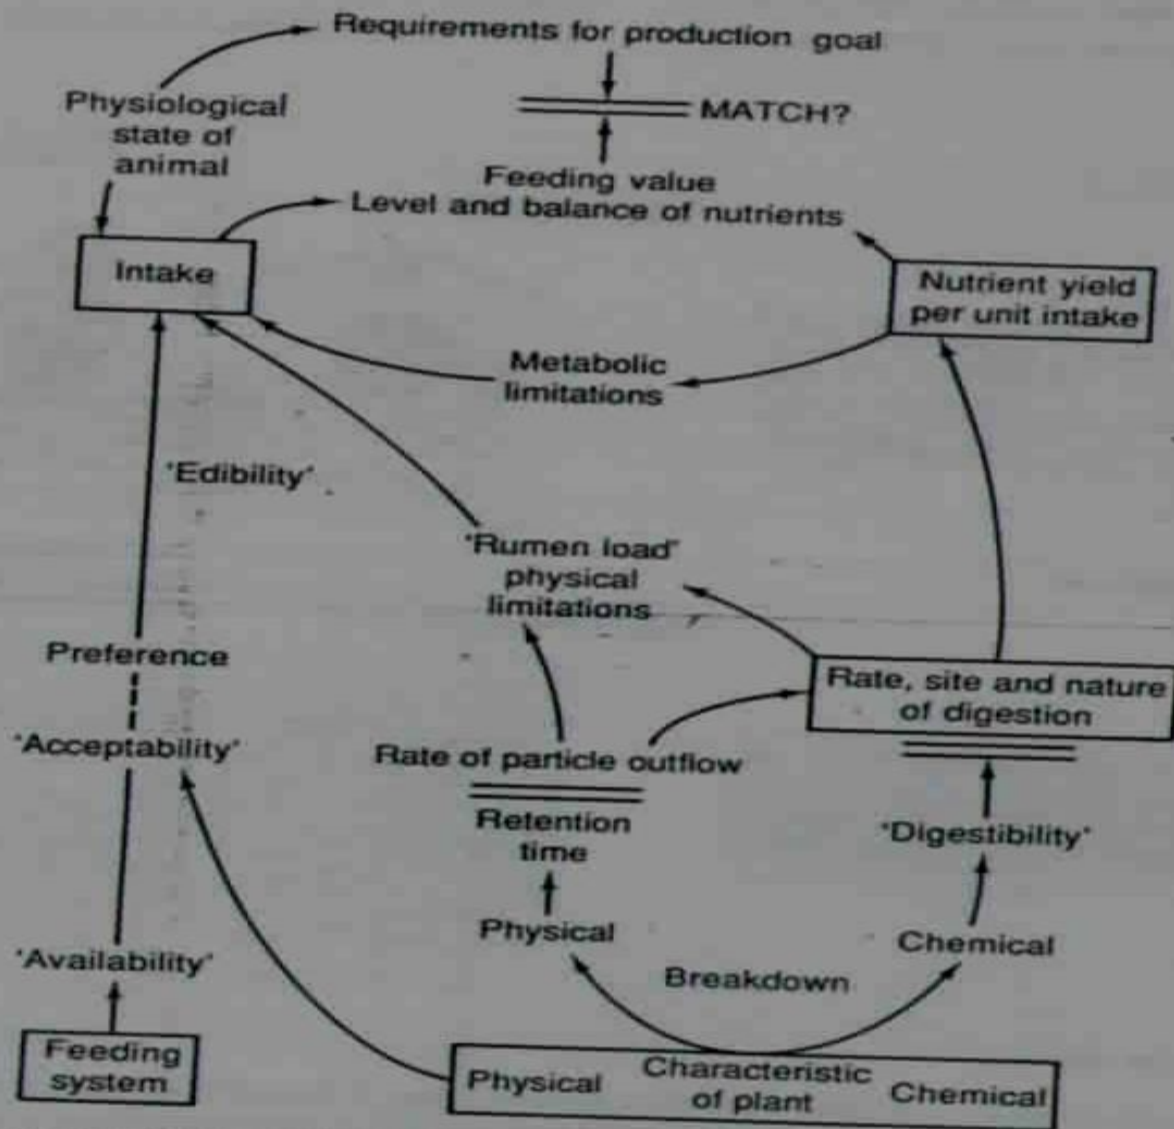 Requirements for production goal
Physiological
state of
animal
MATCH?
Feeding value
Level and balance of nutrients
Intake
Nutrient yield
per unit intake
Metabolic
limitations
'Edibility'
'Rumen load'
physical
limitations
Preference
Rate, site and nature
of digestion
'Acceptability'
Rate of particle outflow
Retention
time
'Digestibility'
Physical
Chemical
'Availability'
Breakdown
Feeding
system
Physical
Characteristic
of plant
Chemical